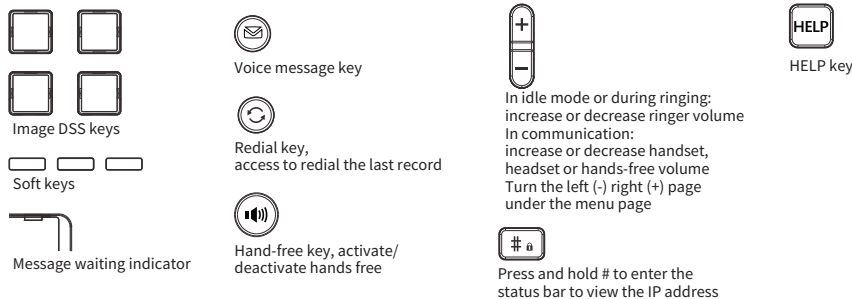 Image DSS keys
Soft keys
Message waiting indicator
Voice message key
Redial key,
access to redial the last record
Hand-free key, activate/
deactivate hands free
+
−
In idle mode or during ringing:
increase or decrease ringer volume
In communication:
increase or decrease handset,
headset or hands-free volume
Turn the left (-) right (+) page
under the menu page
#
Press and hold # to enter the
status bar to view the IP address
HELP
HELP key